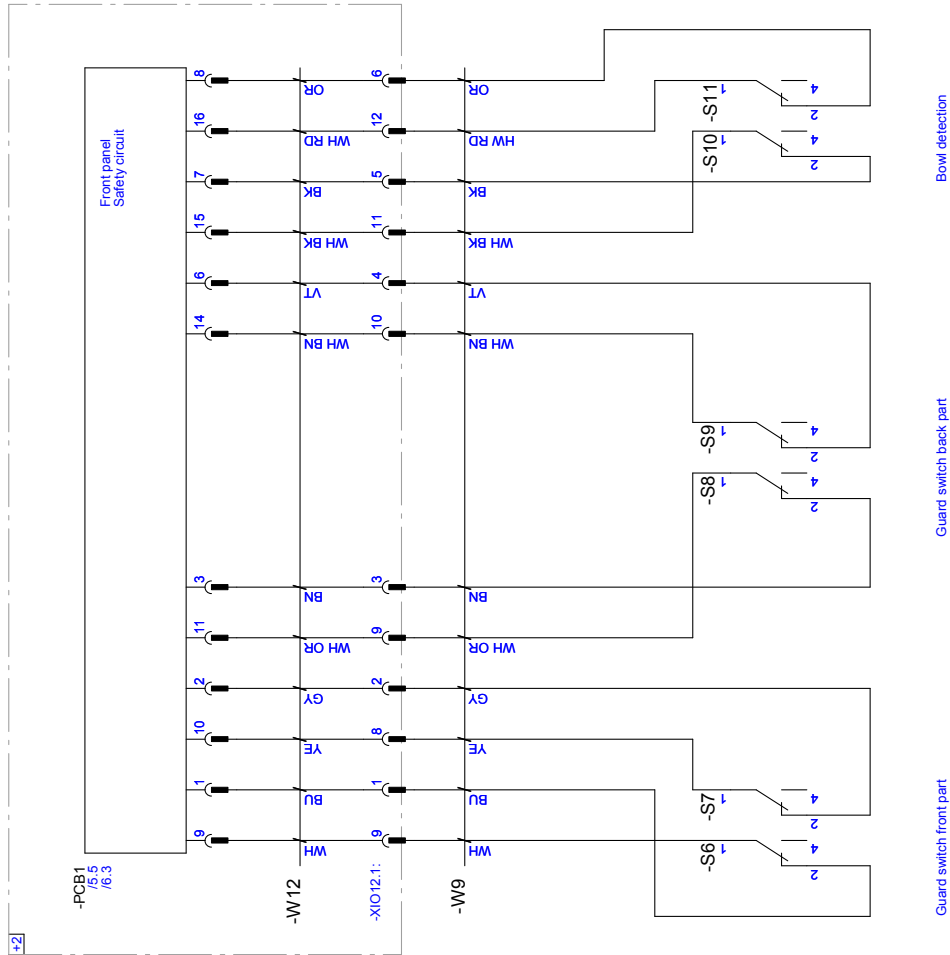 8
16
7
15
6
14
3
11
2
10
1
9
6
12
5
11
4
10
3
9
2
8
1
9
OR
WH RD
BK
WH BK
VT
WH BN
BN
WH OR
GY
YE
BU
WH
OR
HW RD
BK
WH BK
VT
WH BN
BN
WH OR
GY
YE
BU
WH
Front panel
Safety circuit
-PCB1
/5.5
/6.3
-W12
-XIO12.1:
-W9
+2
-S11
1
4
2
-S10
1
4
2
-S9
1
4
2
-S8
1
4
2
-S7
1
4
2
-S6
1
4
2
Bowl detection
Guard switch back part
Guard switch front part